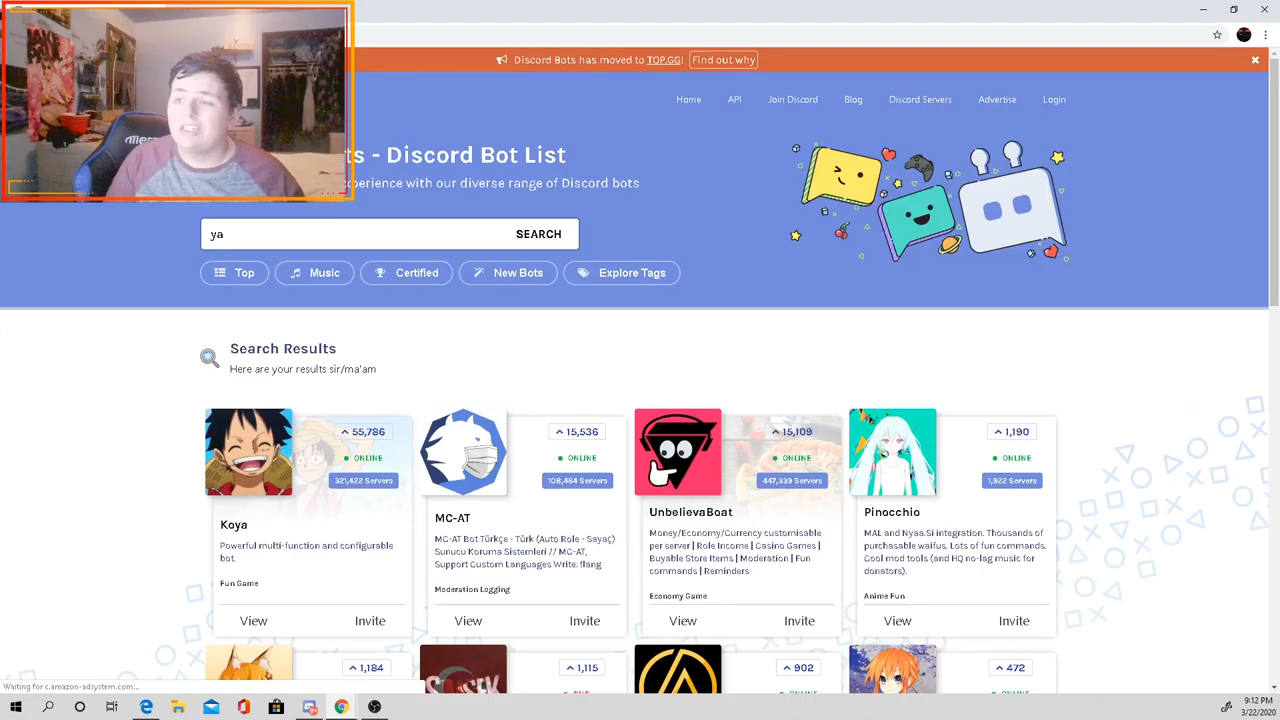 Discord Bots has moved to TOP.GG! Find out why
Home API Join Discord Blog Discord Servers Advertise Login
ts - Discord Bot List
xperience with our diverse range of Discord bots
ya SEARCH
Top Music Certified New Bots Explore Tags
Search Results
Here are your results sir/ma'am
55,786
ONLINE
321,422 Servers
Koya
Powerful multi-function and configurable
bot.
Fun Game
View Invite
15,536
ONLINE
108,464 Servers
MC-AT
MC-AT Bot Türkçe - Türk (Auto Role - Sayaç)
Sunucu Koruma Sistemleri // MC-AT,
Support Custom Languages Write: !lang
Moderation Logging
View Invite
15,109
ONLINE
447,339 Servers
UnbelievaBoat
Money/Economy/Currency customisable
per server | Role Income | Casino Games |
Buyable Store Items | Moderation | Fun
commands | Reminders
Economy Game
View Invite
1,190
ONLINE
1,922 Servers
Pinocchio
MAL and Nyaa.Si integration. Thousands of
purchasable waifus. Lots of fun commands.
Cool mod tools (and HQ no-lag music for
donators).
Anime Fun
View Invite
1,184
1,115
902
472
Waiting for c.amazon-adsystem.com...
9:12 PM
3/22/2020